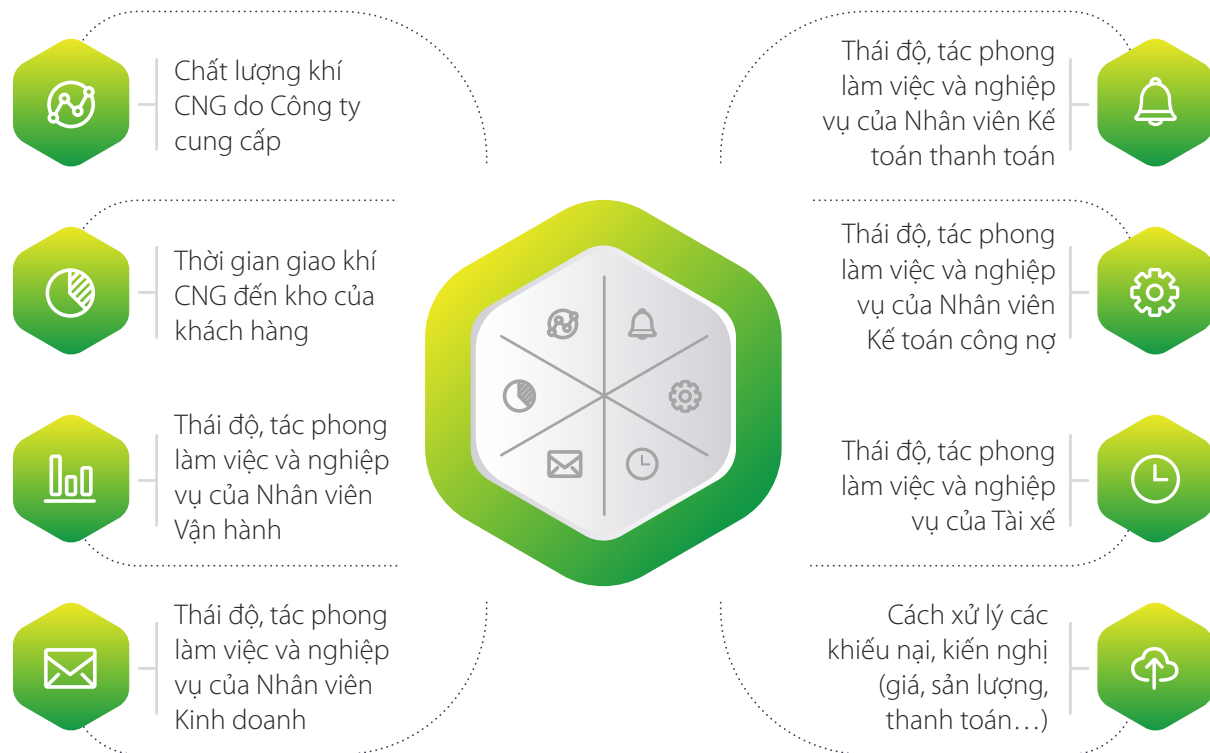 Chất lượng khí
CNG do Công ty
cung cấp
Thời gian giao khí
CNG đến kho của
khách hàng
Thái độ, tác phong
làm việc và nghiệp
vụ của Nhân viên
Vận hành
Thái độ, tác phong
làm việc và nghiệp
vụ của Nhân viên
Kinh doanh
Thái độ, tác phong
làm việc và nghiệp
vụ của Nhân viên Kế
toán thanh toán
Thái độ, tác phong
làm việc và nghiệp
vụ của Nhân viên
Kế toán công nợ
Thái độ, tác phong
làm việc và nghiệp
vụ của Tài xế
Cách xử lý các
khiếu nại, kiến nghị
(giá, sản lượng,
thanh toán…)